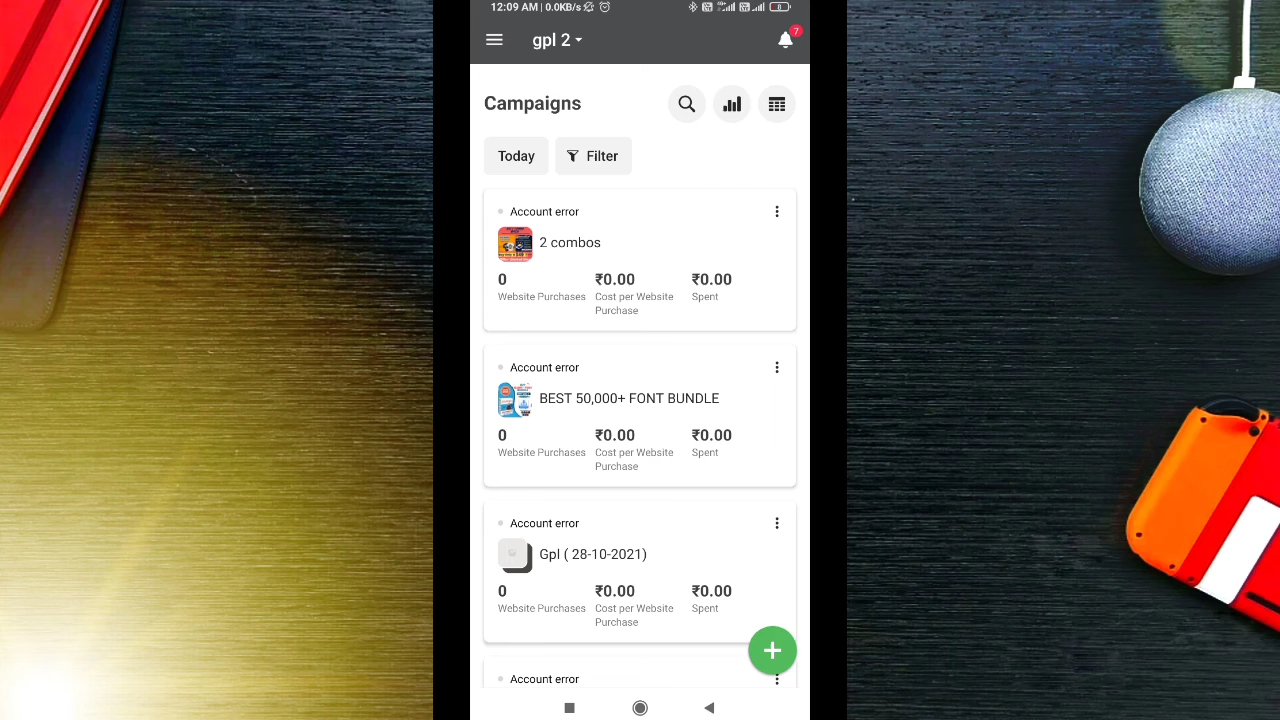 12:09 AM | 0.0KB/s
gpl 2
7
Campaigns
Today
Filter
Account error
2 combos
0 ₹0.00 ₹0.00
Website Purchases Cost per Website Purchase Spent
Account error
BEST 50,000+ FONT BUNDLE
0 ₹0.00 ₹0.00
Website Purchases Cost per Website Purchase Spent
Account error
Gpl ( 28-10-2021)
0 ₹0.00 ₹0.00
Website Purchases Cost per Website Purchase Spent
Account error